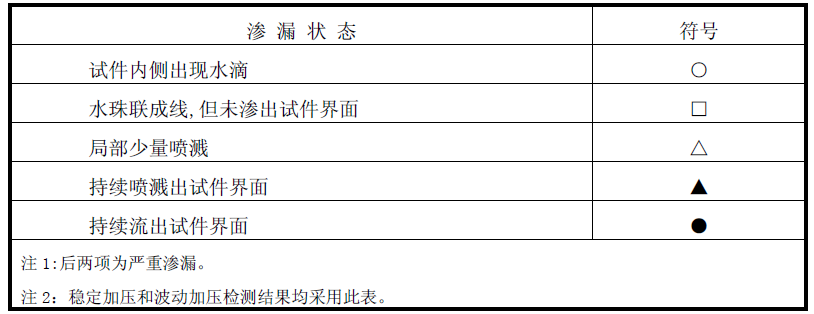 渗 漏 状 态 符号
试件内侧出现水滴 ○
水珠联成线,但未渗出试件界面 □
局部少量喷溅 △
持续喷溅出试件界面 ▲
持续流出试件界面 ●
注 1:后两项为严重渗漏。
注 2：稳定加压和波动加压检测结果均采用此表。